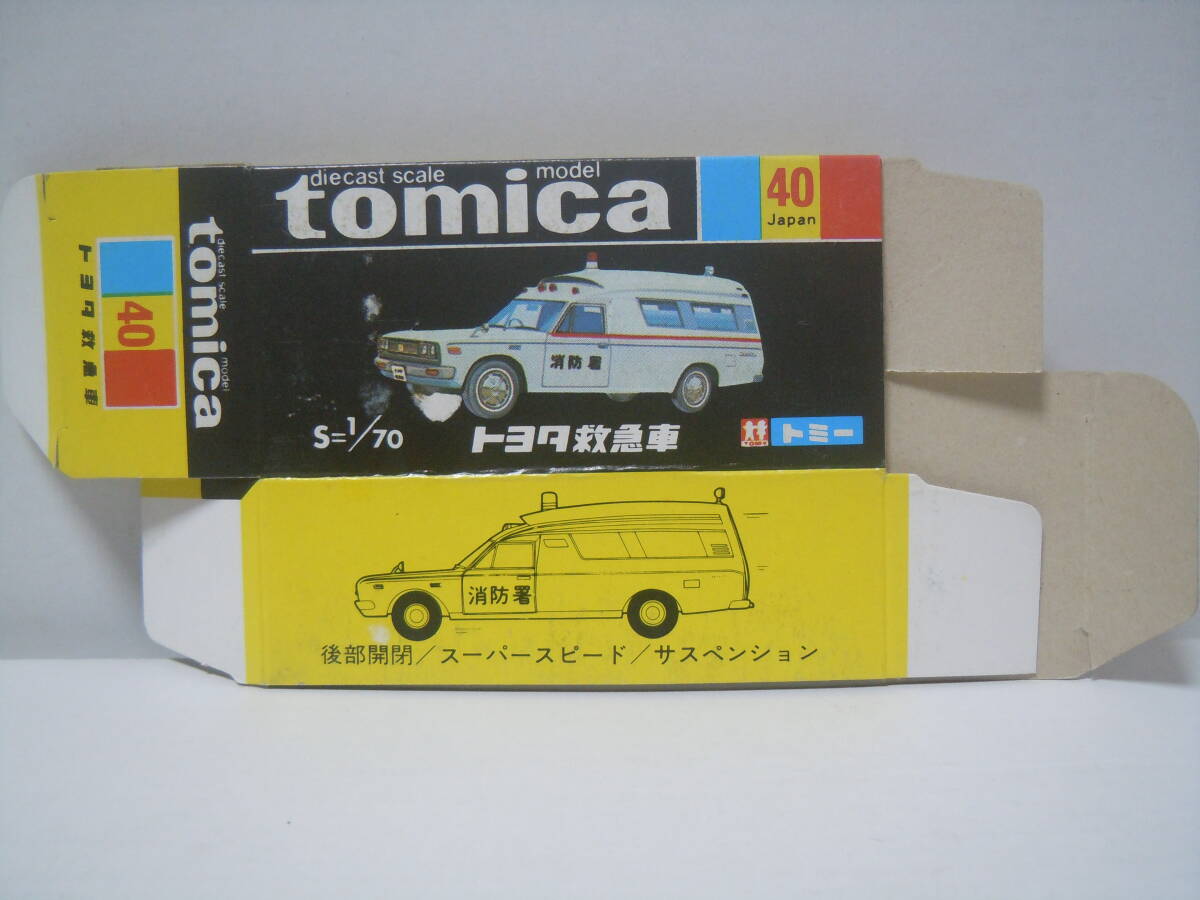 diecast scale model
tomica
40
Japan
消防署
S=1/70
トヨタ救急車
TOMY
トミー
diecast scale model
tomica
40
トヨタ救急車
消防署
後部開閉/スーパースピード/サスペンション